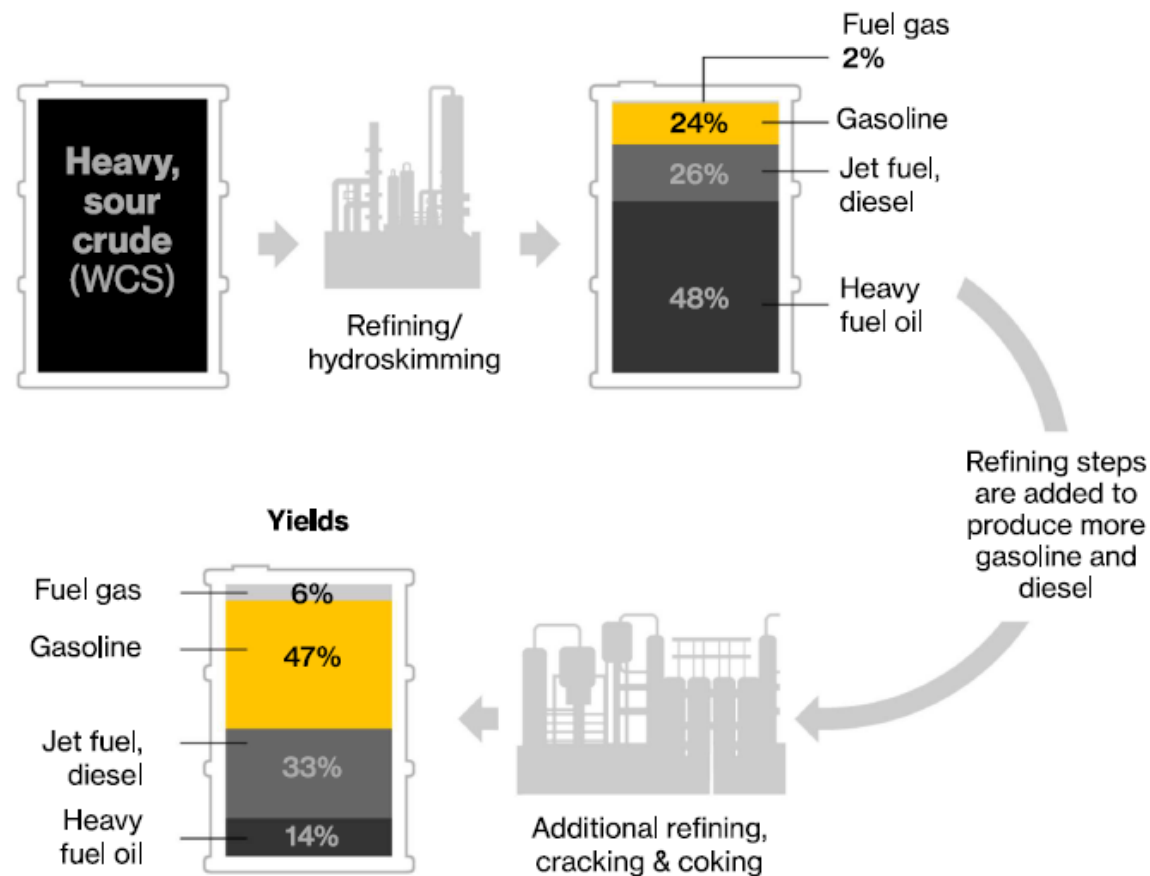 Heavy,
sour
crude
(WCS)
Refining/
hydroskimming
Fuel gas
2%
24%
Gasoline
26%
Jet fuel,
diesel
48%
Heavy
fuel oil
Refining steps
are added to
produce more
gasoline and
diesel
Yields
Fuel gas
6%
Gasoline
47%
Jet fuel,
diesel
33%
Heavy
fuel oil
14%
Additional refining,
cracking & coking